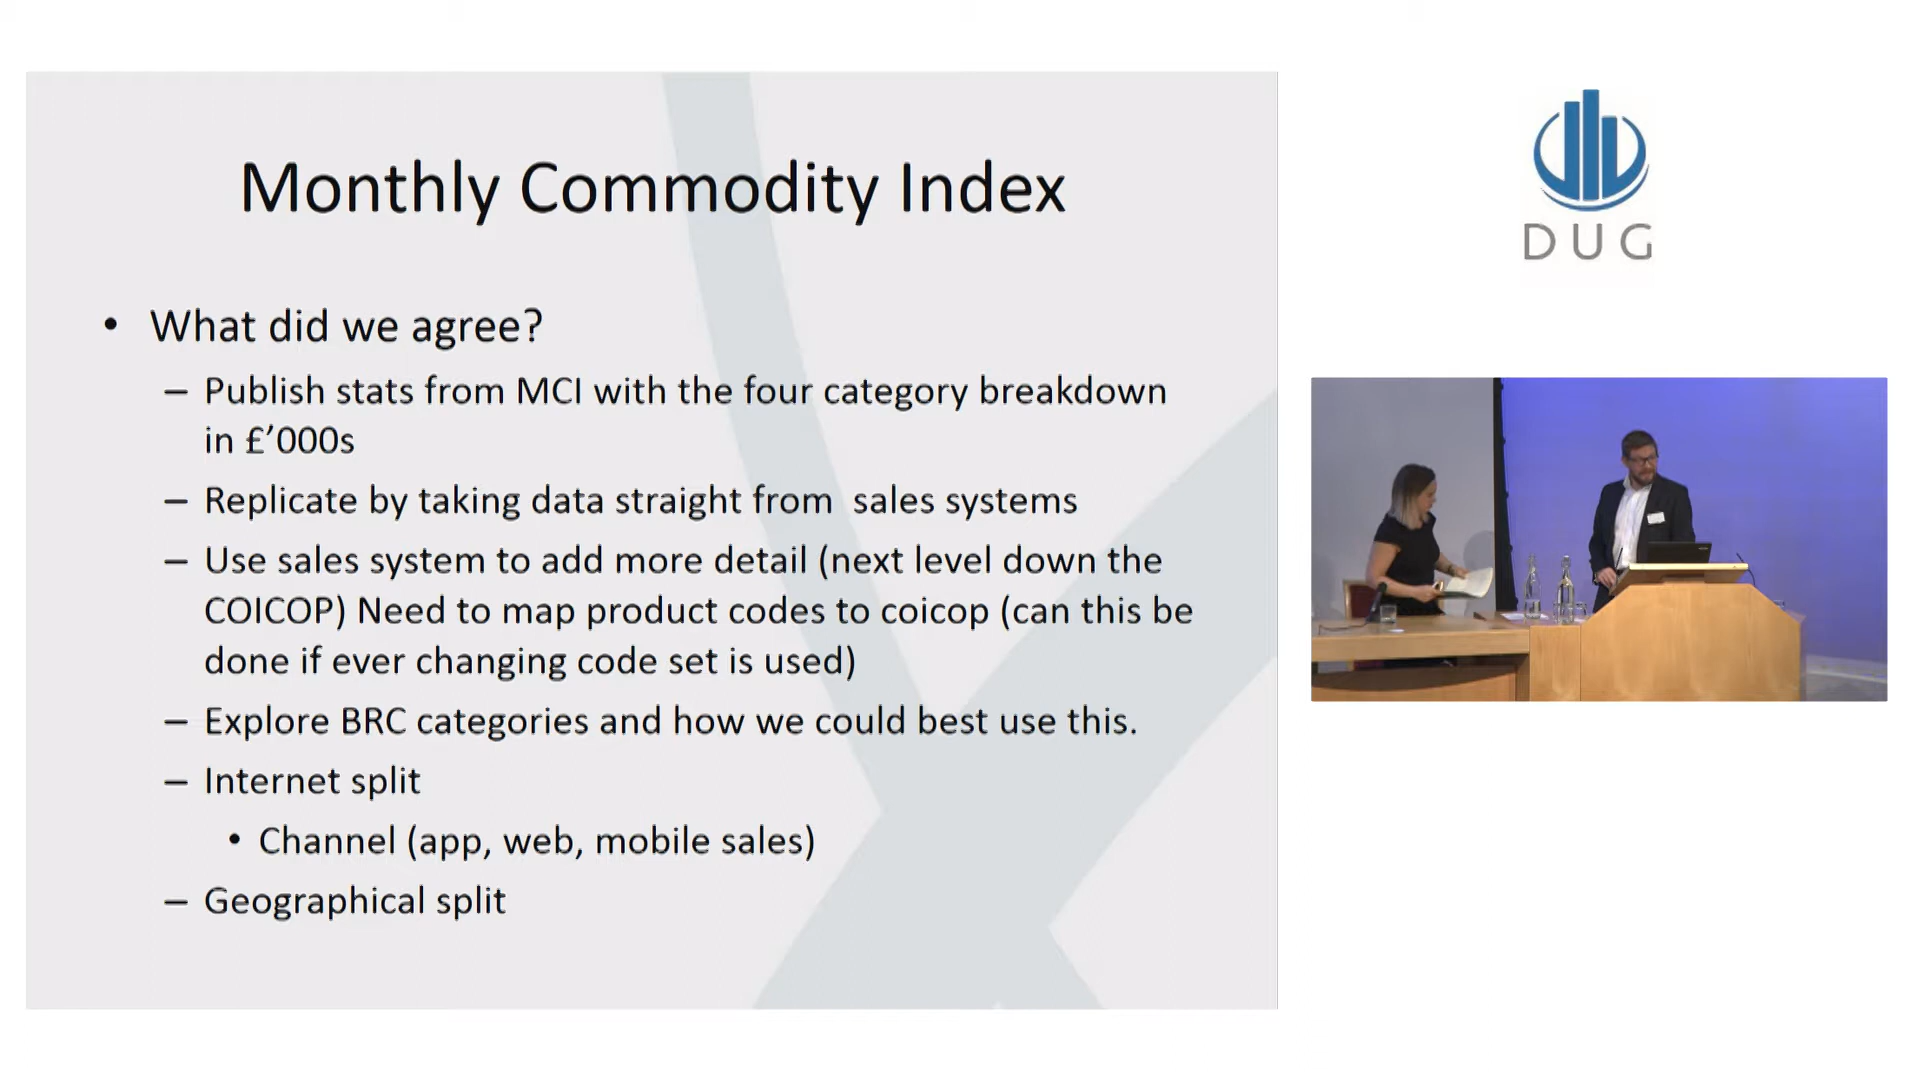 Monthly Commodity Index
• What did we agree?
– Publish stats from MCI with the four category breakdown
in £’000s
– Replicate by taking data straight from  sales systems
– Use sales system to add more detail (next level down the
COICOP) Need to map product codes to coicop (can this be
done if ever changing code set is used)
– Explore BRC categories and how we could best use this.
– Internet split
• Channel (app, web, mobile sales)
– Geographical split
DUG